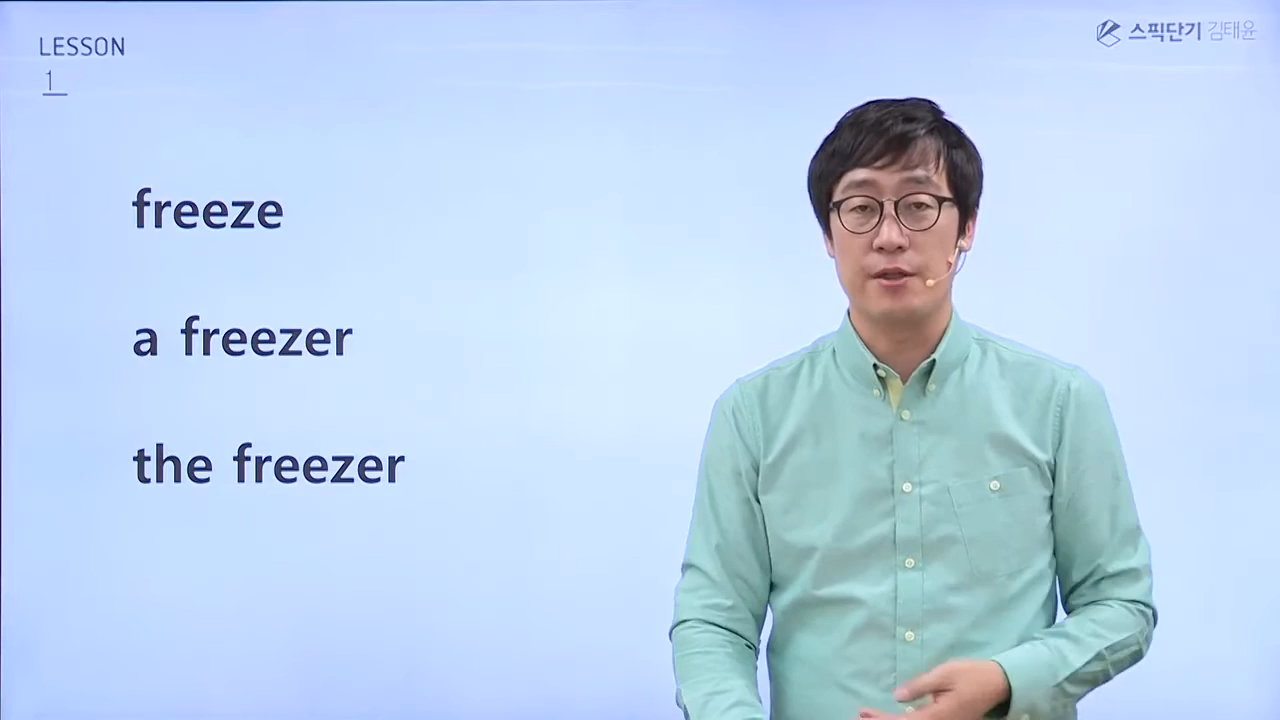 LESSON
1
스픽단기 김태윤
freeze
a freezer
the freezer